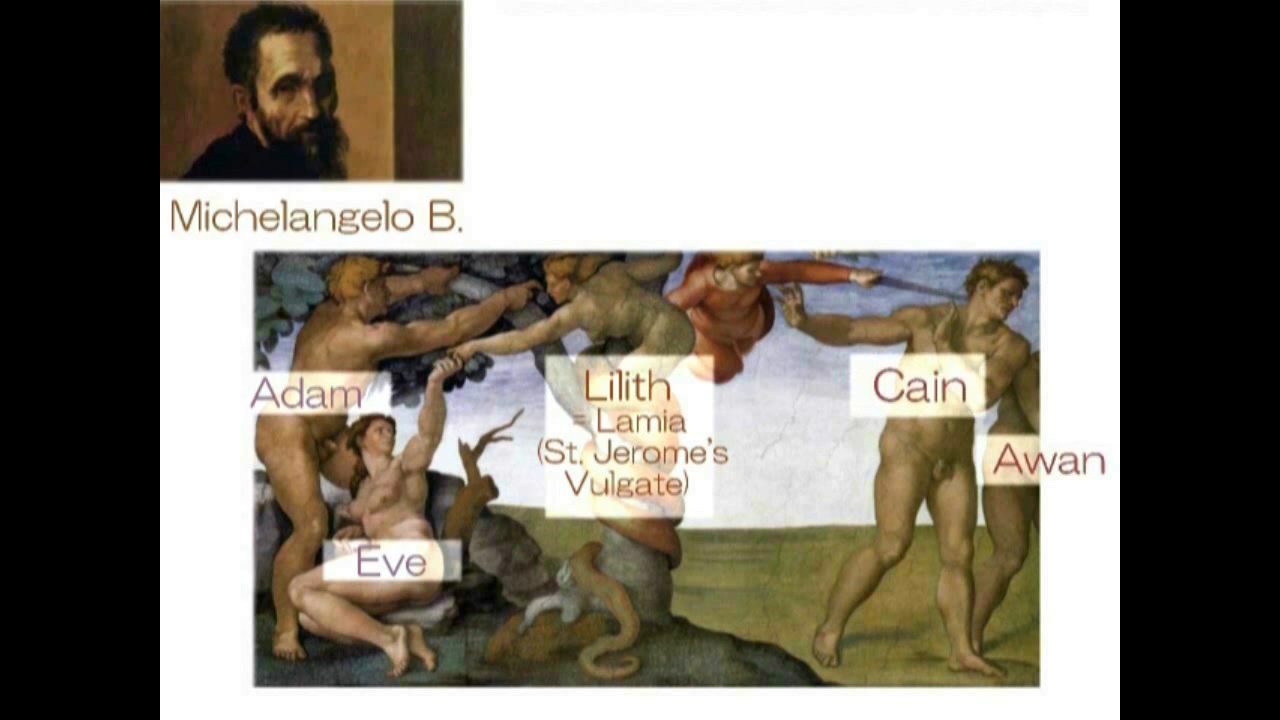 Michelangelo B.
Adam
Lilith
= Lamia
(St. Jerome's
Vulgate)
Cain
Awan
Eve